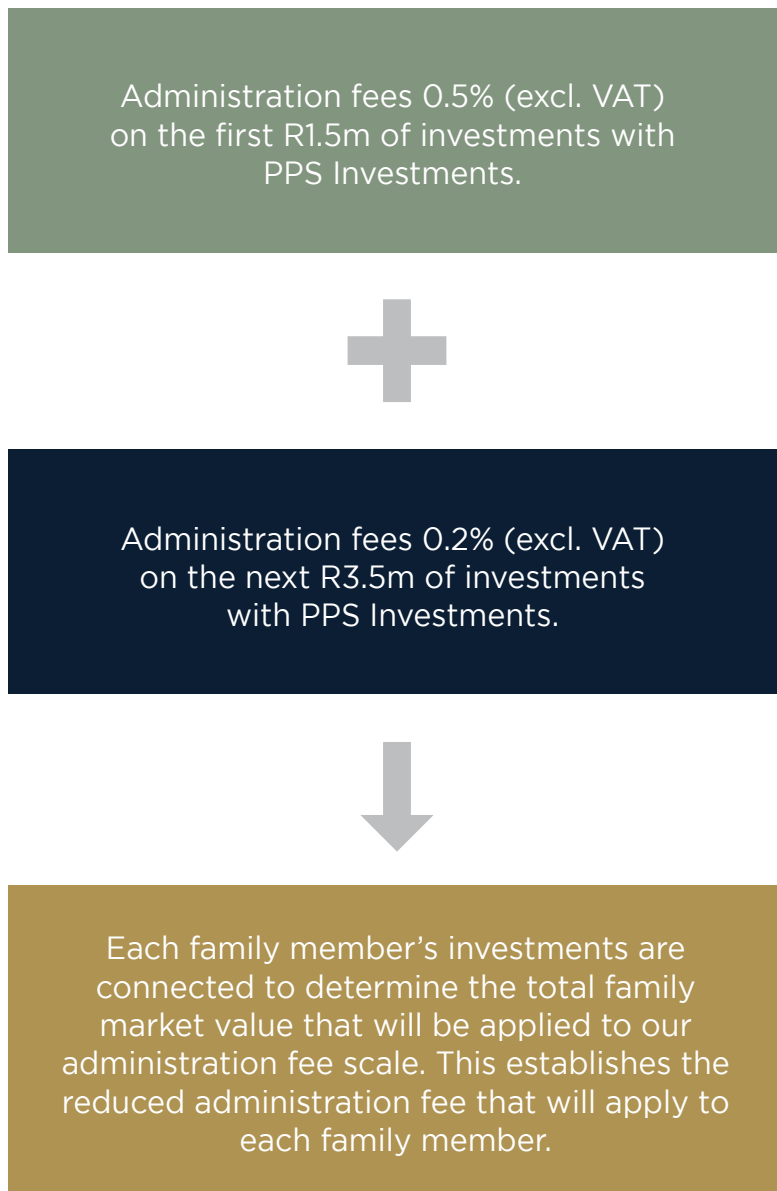 Administration fees 0.5% (excl. VAT)
on the first R1.5m of investments with
PPS Investments.
Administration fees 0.2% (excl. VAT)
on the next R3.5m of investments
with PPS Investments.
Each family member’s investments are
connected to determine the total family
market value that will be applied to our
administration fee scale. This establishes the
reduced administration fee that will apply to
each family member.